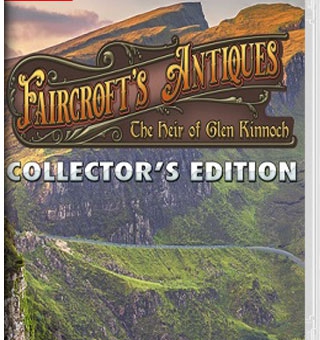 FAIRCROFT'S ANTIQUES
The Heir of Glen Kinnoch
COLLECTOR'S EDITION